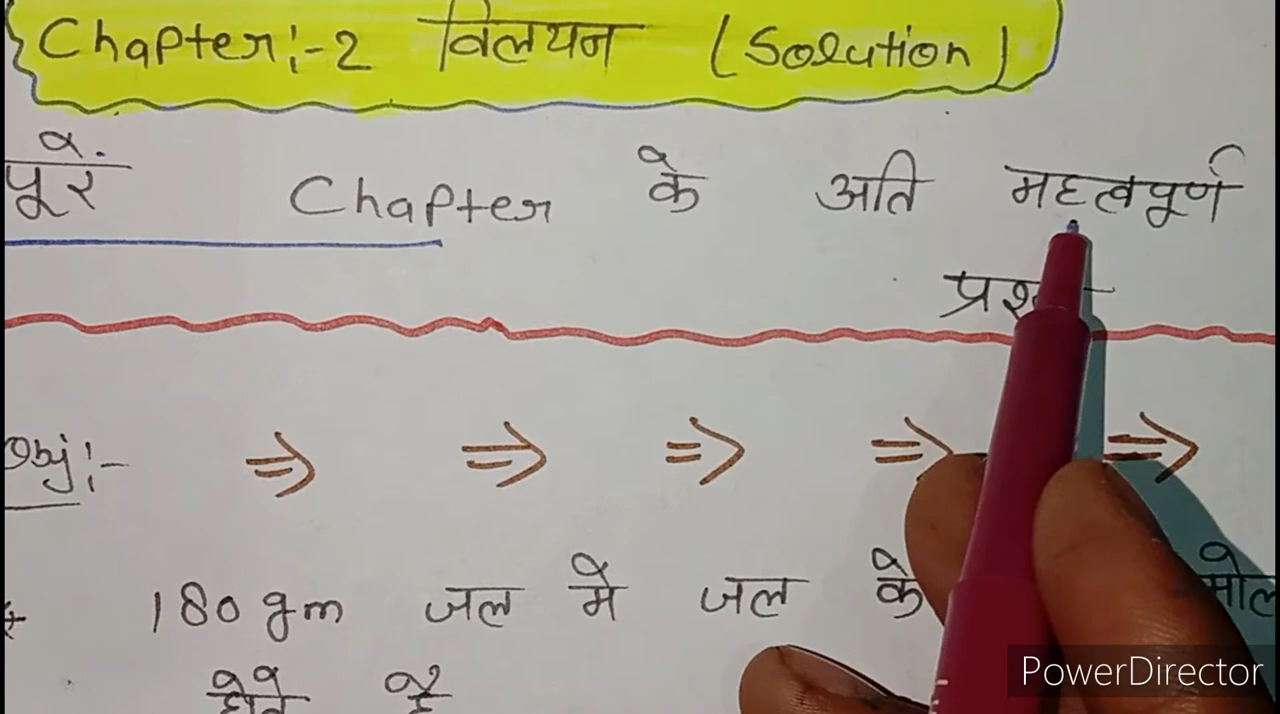 Chapter:-2 विलयन (Solution)
पूरे Chapter के अति महत्वपूर्ण
Obj:-
180 gm जल में जल के मोल
होते है
PowerDirector